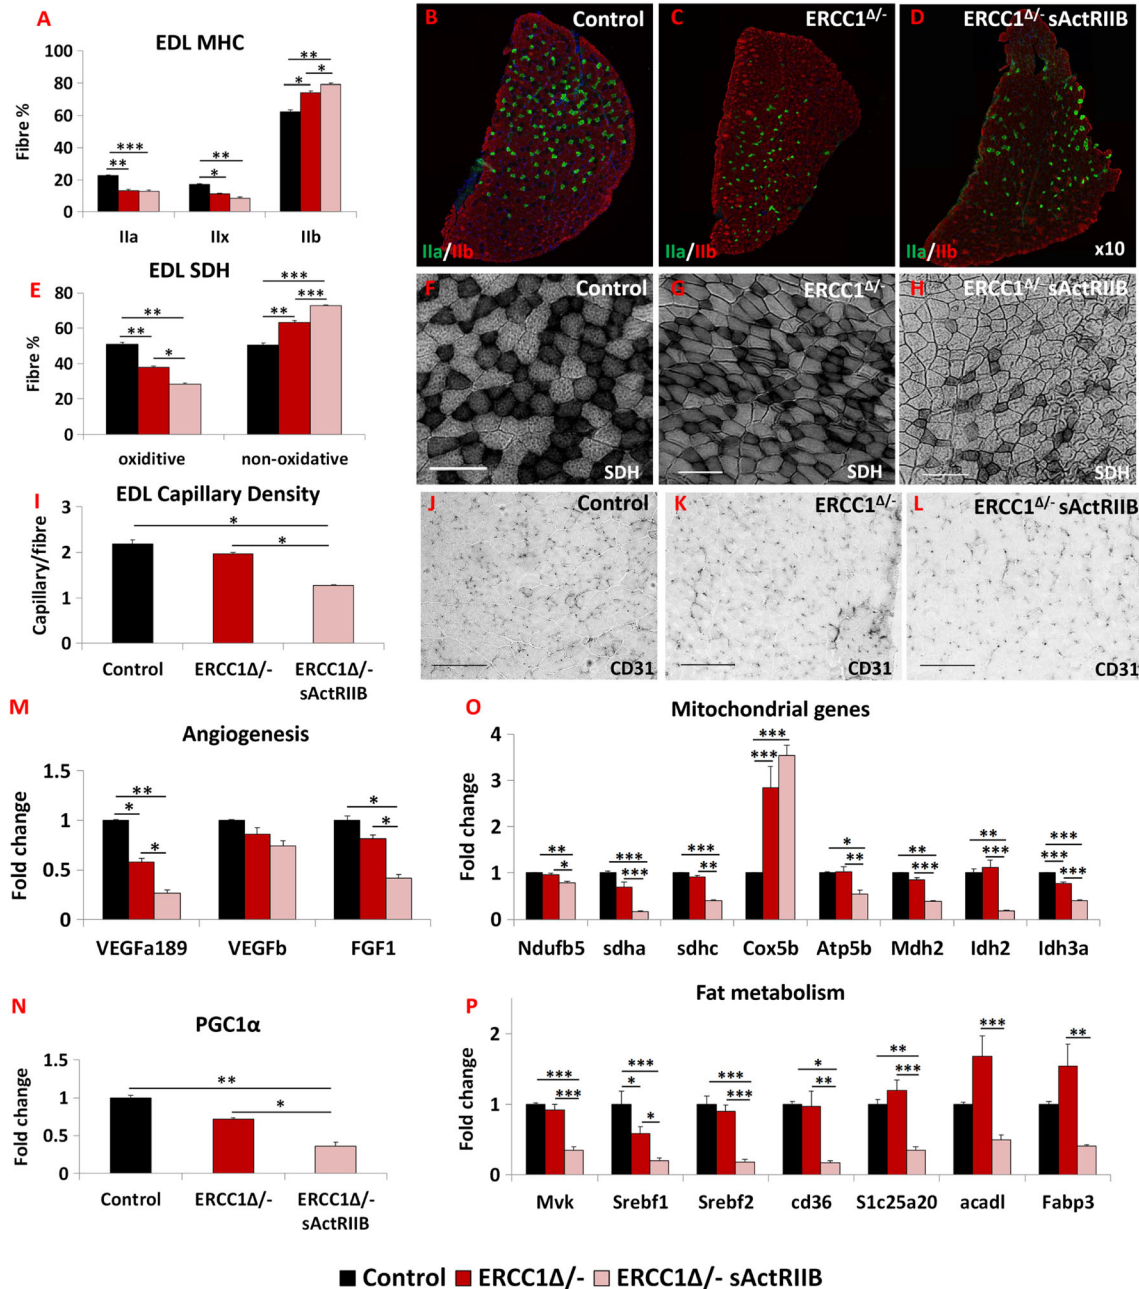 A
EDL MHC
Fibre %
100
80
60
40
20
0
***
**
**
*
**
*
*
IIa
IIx
IIb
B
Control
IIa/IIb
C
ERCC1Δ/-
IIa/IIb
D
ERCC1Δ/- sActRIIB
IIa/IIb
x10
E
EDL SDH
Fibre %
80
60
40
20
0
**
**
*
***
***
**
oxiditive
non-oxidative
F
Control
SDH
G
ERCC1Δ/-
SDH
H
ERCC1Δ/- sActRIIB
SDH
I
EDL Capillary Density
Capillary/fibre
3
2
1
0
*
*
Control
ERCC1Δ/-
ERCC1Δ/-
sActRIIB
J
Control
CD31
K
ERCC1Δ/-
CD31
L
ERCC1Δ/- sActRIIB
CD31
M
Angiogenesis
Fold change
1.5
1
0.5
0
**
*
*
*
*
VEGFa189
VEGFb
FGF1
O
Mitochondrial genes
Fold change
4
3
2
1
0
**
*
***
***
***
**
***
***
*
**
**
***
**
***
***
***
***
Ndufb5
sdha
sdhc
Cox5b
Atp5b
Mdh2
Idh2
Idh3a
N
PGC1α
Fold change
1.5
1
0.5
0
**
*
Control
ERCC1Δ/-
ERCC1Δ/-
sActRIIB
P
Fat metabolism
Fold change
2
1
0
***
***
***
*
*
***
***
*
**
**
***
***
**
Mvk
Srebf1
Srebf2
cd36
S1c25a20
acadl
Fabp3
Control ERCC1Δ/- ERCC1Δ/- sActRIIB